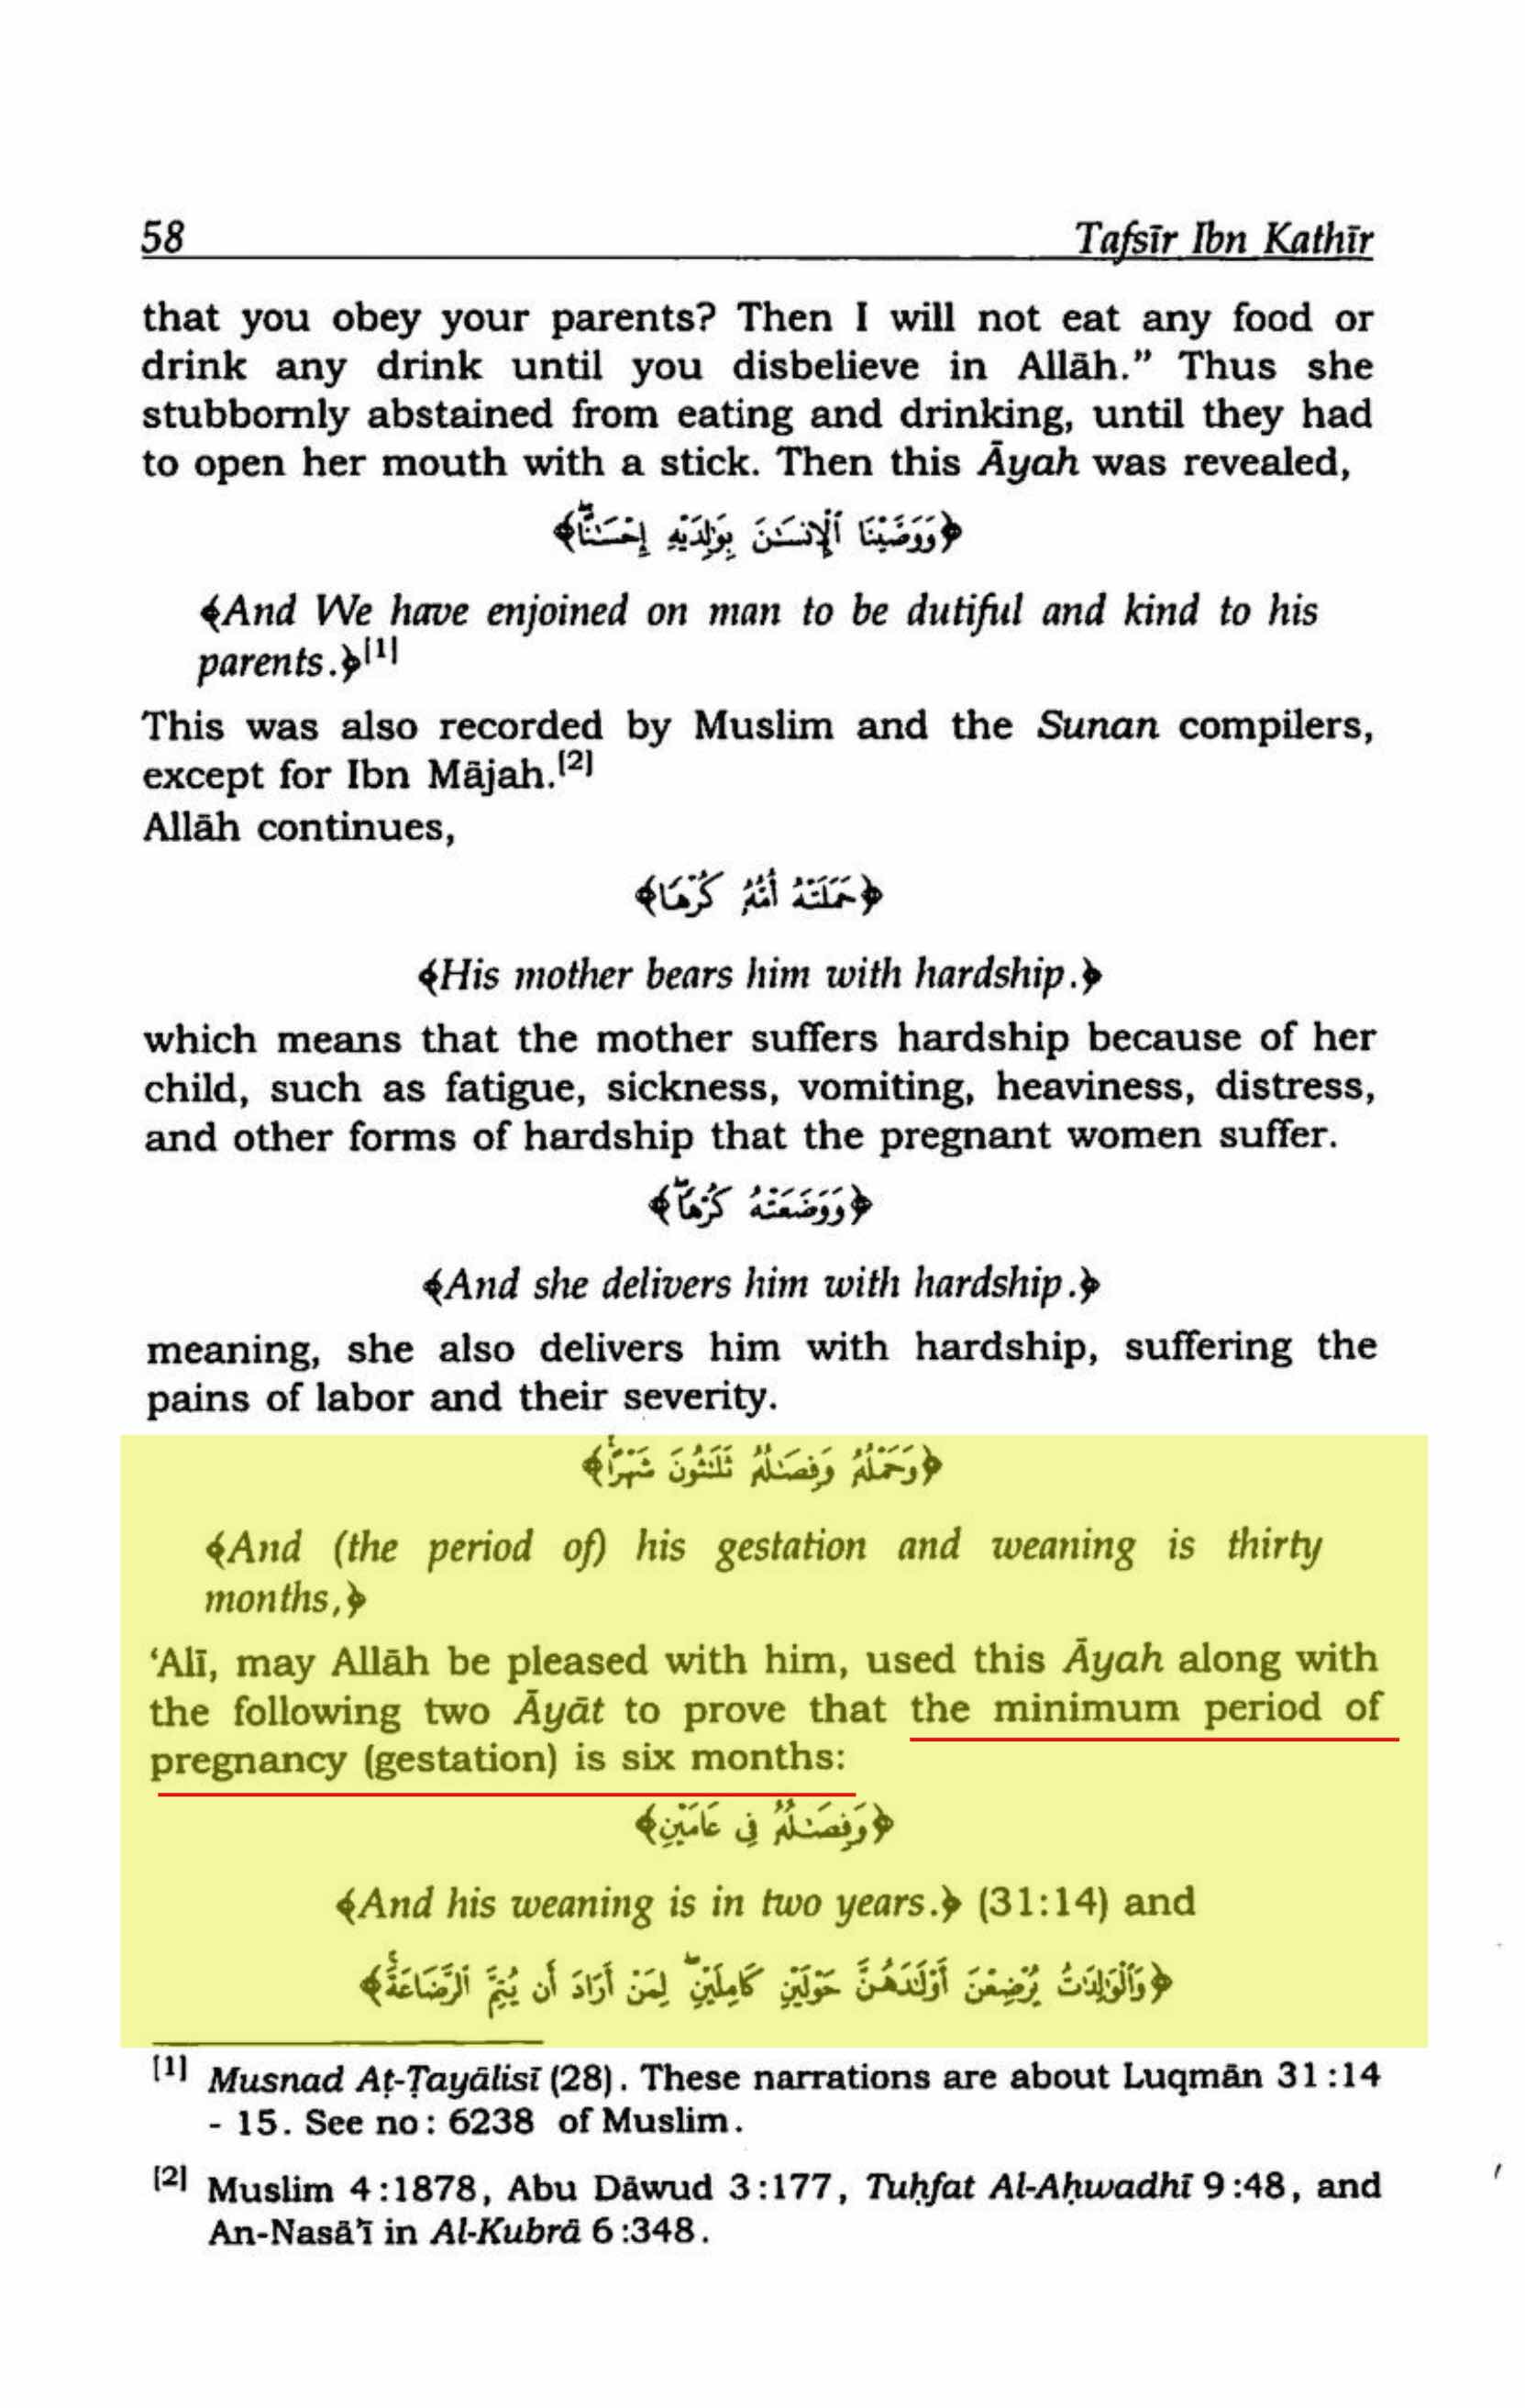 58
Tafsīr Ibn Kathīr
that you obey your parents? Then I will not eat any food or
drink any drink until you disbelieve in Allāh.” Thus she
stubbornly abstained from eating and drinking, until they had
to open her mouth with a stick. Then this Āyah was revealed,
﴿وَوَصَّيْنَا ٱلْإِنسَـٰنَ بِوَٰلِدَيْهِ إِحْسَـٰنًاۖ﴾
﴾And We have enjoined on man to be dutiful and kind to his
parents.﴿[1]
This was also recorded by Muslim and the Sunan compilers,
except for Ibn Mājah.[2]
Allāh continues,
﴿حَمَلَتْهُ أُمُّهُۥ كُرْهًا﴾
﴾His mother bears him with hardship.﴿
which means that the mother suffers hardship because of her
child, such as fatigue, sickness, vomiting, heaviness, distress,
and other forms of hardship that the pregnant women suffer.
﴿وَوَضَعَتْهُ كُرْهًاۖ﴾
﴾And she delivers him with hardship.﴿
meaning, she also delivers him with hardship, suffering the
pains of labor and their severity.
﴿وَحَمْلُهُۥ وَفِصَـٰلُهُۥ ثَلَـٰثُونَ شَهْرًاۚ﴾
﴾And (the period of) his gestation and weaning is thirty
months,﴿
‘Alī, may Allāh be pleased with him, used this Āyah along with
the following two Āyāt to prove that the minimum period of
pregnancy (gestation) is six months:
﴿وَفِصَـٰلُهُۥ فِى عَامَيْنِ﴾
﴾And his weaning is in two years.﴿ (31:14) and
﴿وَٱلْوَٰلِدَٰتُ يُرْضِعْنَ أَوْلَـٰدَهُنَّ حَوْلَيْنِ كَامِلَيْنِۖ لِمَنْ أَرَادَ أَن يُتِمَّ ٱلرَّضَاعَةَۚ﴾
[1] Musnad Aṭ-Ṭayālisī (28). These narrations are about Luqmān 31:14
- 15. See no: 6238 of Muslim.
[2] Muslim 4:1878, Abu Dāwud 3:177, Tuḥfat Al-Aḥwadhī 9:48, and
An-Nasā’ī in Al-Kubrā 6:348.